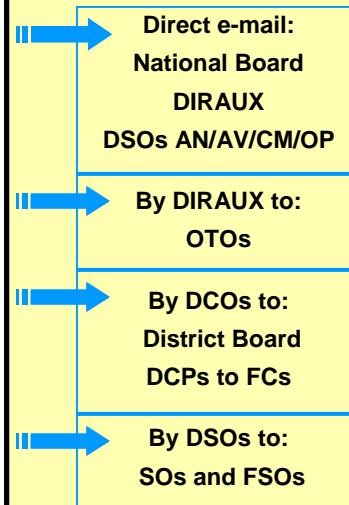 Direct e-mail:
National Board
DIRAUX
DSOs AN/AV/CM/OP
By DIRAUX to:
OTOs
By DCOs to:
District Board
DCPs to FCs
By DSOs to:
SOs and FSOs